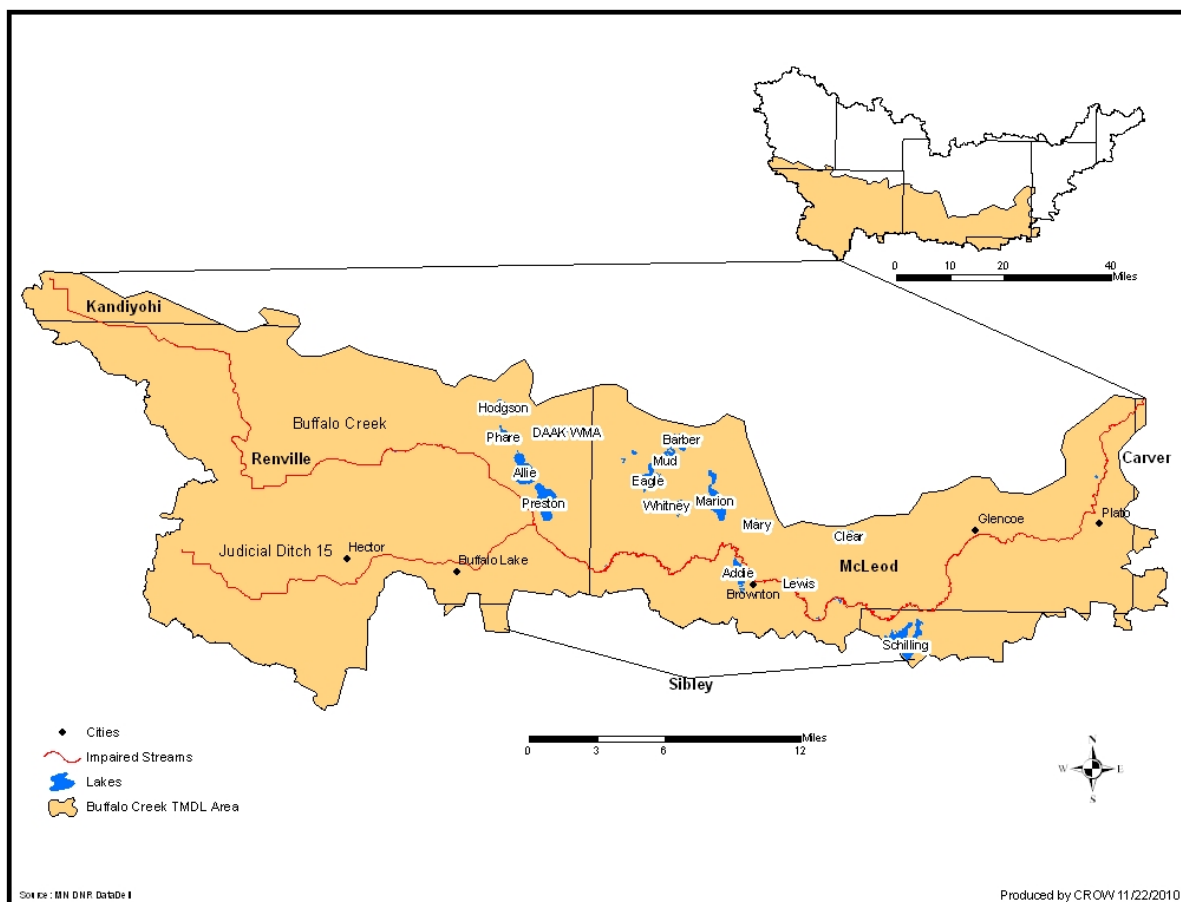 0 10 20 40
Miles
Kandiyohi
Hodgson
Buffalo Creek
Phare
DAAK WMA
Barber
Mud
Renville
Allie
Eagle
Carver
Preston
Whitney
Marion
Mary
Glencoe
Plato
Clear
Judicial Ditch 15
Hector
Buffalo Lake
McLeod
Addie
Lewis
Brownton
Schilling
Sibley
Cities
Impaired Streams
Lakes
Buffalo Creek TMDL Area
Miles
0 3 6 12
N
W E
S
Source: MN DNR DataDeli
Produced by CROW 11/22/2010